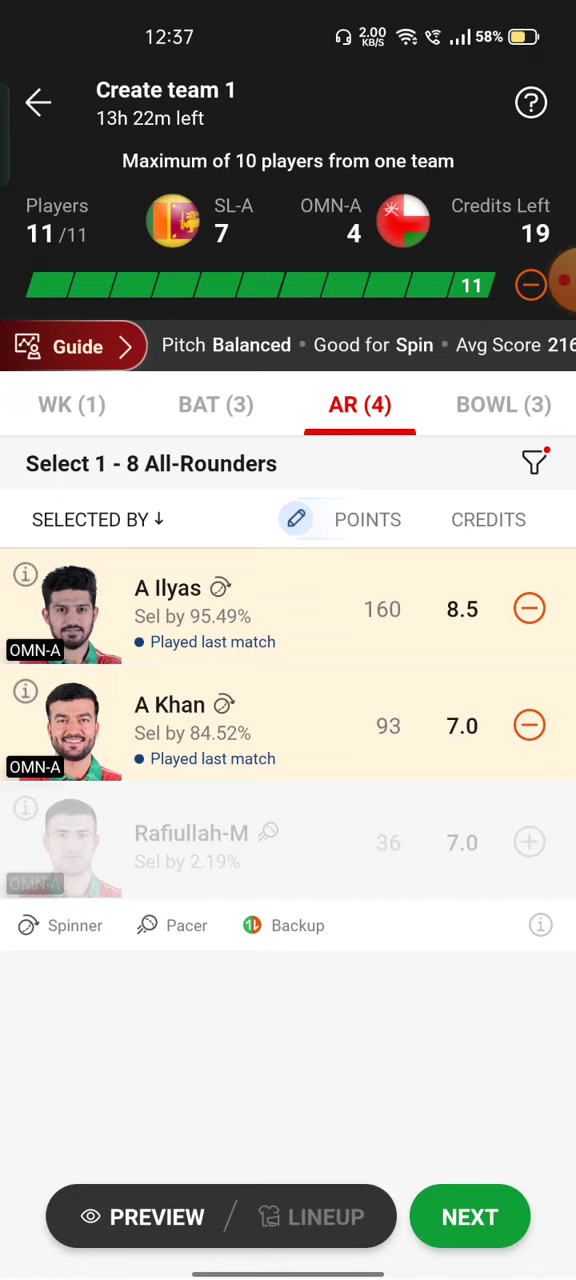 12:37
2.00 KB/S
58%
Create team 1
13h 22m left
Maximum of 10 players from one team
Players
11/11
SL-A
7
OMN-A
4
Credits Left
19
11
Guide
Pitch Balanced • Good for Spin • Avg Score 216
WK (1)
BAT (3)
AR (4)
BOWL (3)
Select 1 - 8 All-Rounders
SELECTED BY ↓
POINTS
CREDITS
A Ilyas
Sel by 95.49%
Played last match
OMN-A
160
8.5
A Khan
Sel by 84.52%
Played last match
OMN-A
93
7.0
Rafiullah-M
Sel by 2.19%
OMN-A
36
7.0
Spinner
Pacer
Backup
PREVIEW / LINEUP
NEXT